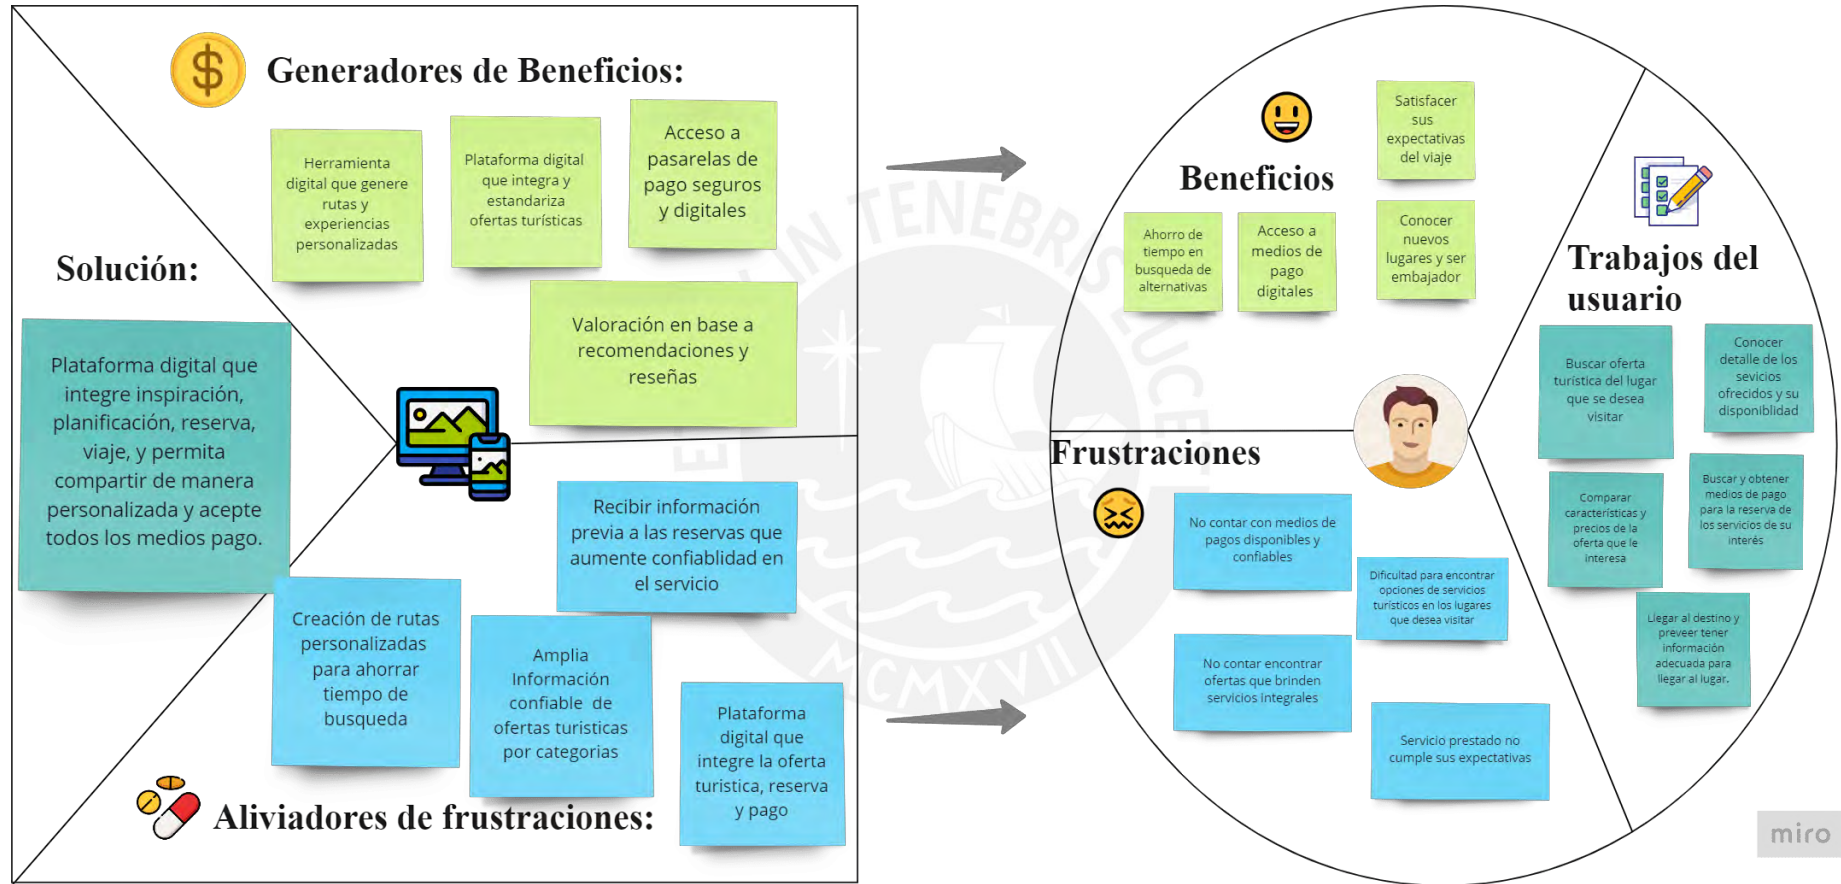 Generadores de Beneficios:
Herramienta
digital que genere
rutas y
experiencias
personalizadas
Plataforma digital
que integra y
estandariza
ofertas turísticas
Acceso a
pasarelas de
pago seguros
y digitales
Valoración en base a
recomendaciones y
reseñas
Solución:
Plataforma digital que
integre inspiración,
planificación, reserva,
viaje, y permita
compartir de manera
personalizada y acepte
todos los medios pago.
Recibir información
previa a las reservas que
aumente confiablidad en
el servicio
Creación de rutas
personalizadas
para ahorrar
tiempo de
busqueda
Amplia
Información
confiable de
ofertas turisticas
por categorias
Plataforma
digital que
integre la oferta
turistica, reserva
y pago
Aliviadores de frustraciones:
Beneficios
Satisfacer
sus
expectativas
del viaje
Ahorro de
tiempo en
busqueda de
alternativas
Acceso a
medios de
pago
digitales
Conocer
nuevos
lugares y ser
embajador
Trabajos del
usuario
Buscar oferta
turística del lugar
que se desea
visitar
Conocer
detalle de los
sevicios
ofrecidos y su
disponiblidad
Comparar
características y
precios de la
oferta que le
interesa
Buscar y obtener
medios de pago
para la reserva de
los servicios de su
interés
Llegar al destino y
preveer tener
información
adecuada para
llegar al lugar.
Frustraciones
No contar con medios de
pagos disponibles y
confiables
Dificultad para encontrar
opciones de servicios
turísticos en los lugares
que desea visitar
No contar encontrar
ofertas que brinden
servicios integrales
Servicio prestado no
cumple sus expectativas
IN TENEBRIS LUCET
MCMXVII
miro